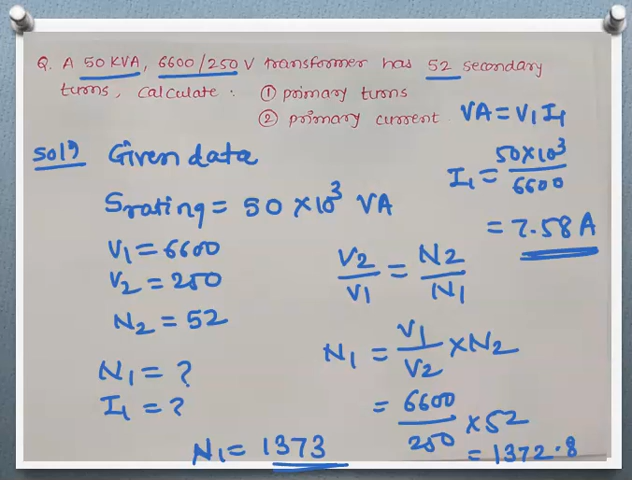 Q. A 50 KVA, 6600/250 V transformer has 52 secondary
turns, calculate : ① primary turns
② primary current
VA = V₁ I₁
I₁ = 50×10³ / 6600
= 7.58 A
Solⁿ) Given data
Srating = 50 ×10³ VA
V₁ = 6600
V₂ = 250
N₂ = 52
N₁ = ?
I₁ = ?
V₂/V₁ = N₂/N₁
N₁ = V₁/V₂ × N₂
= 6600/250 × 52
= 1372.8
N₁ = 1373